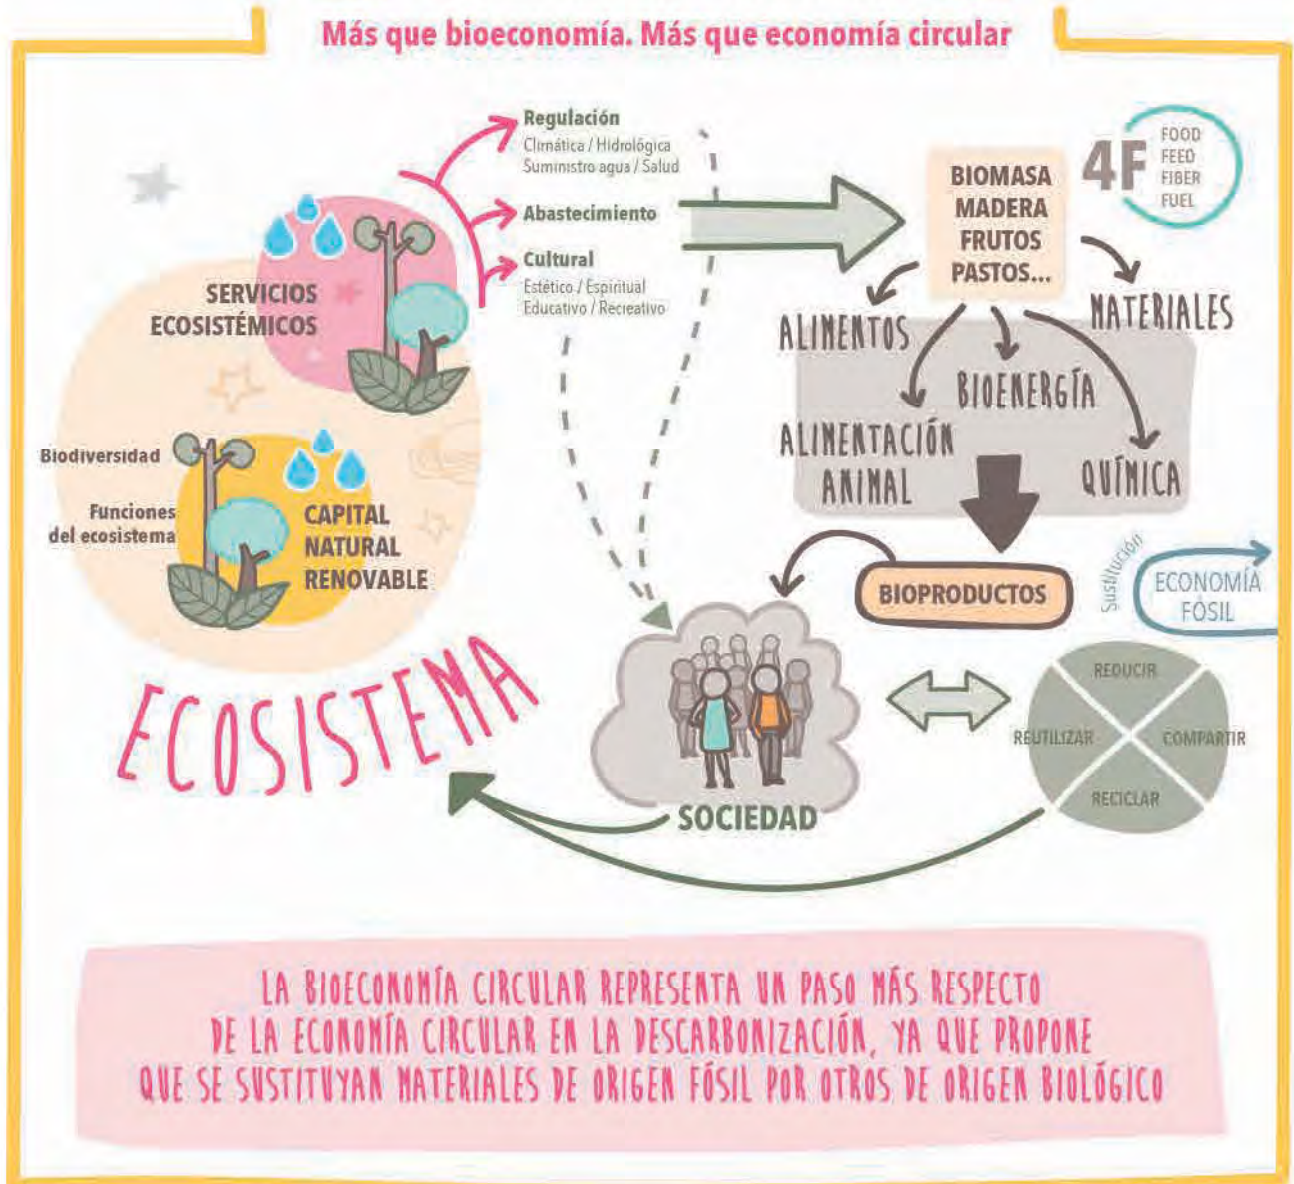 Más que bioeconomía. Más que economía circular
Regulación
Climática / Hidrológica
Suministro agua / Salud
Abastecimiento
Cultural
Estético / Espiritual
Educativo / Recreativo
SERVICIOS
ECOSISTÉMICOS
Biodiversidad
Funciones
del ecosistema
CAPITAL
NATURAL
RENOVABLE
ECOSISTEMA
BIOMASA
MADERA
FRUTOS
PASTOS...
4F
FOOD
FEED
FIBER
FUEL
ALIMENTOS
MATERIALES
BIOENERGÍA
ALIMENTACIÓN
ANIMAL
QUÍMICA
BIOPRODUCTOS
Sustitución
ECONOMÍA
FÓSIL
REDUCIR
REUTILIZAR
COMPARTIR
RECICLAR
SOCIEDAD
LA BIOECONOMÍA CIRCULAR REPRESENTA UN PASO MÁS RESPECTO
DE LA ECONOMÍA CIRCULAR EN LA DESCARBONIZACIÓN, YA QUE PROPONE
QUE SE SUSTITUYAN MATERIALES DE ORIGEN FÓSIL POR OTROS DE ORIGEN BIOLÓGICO